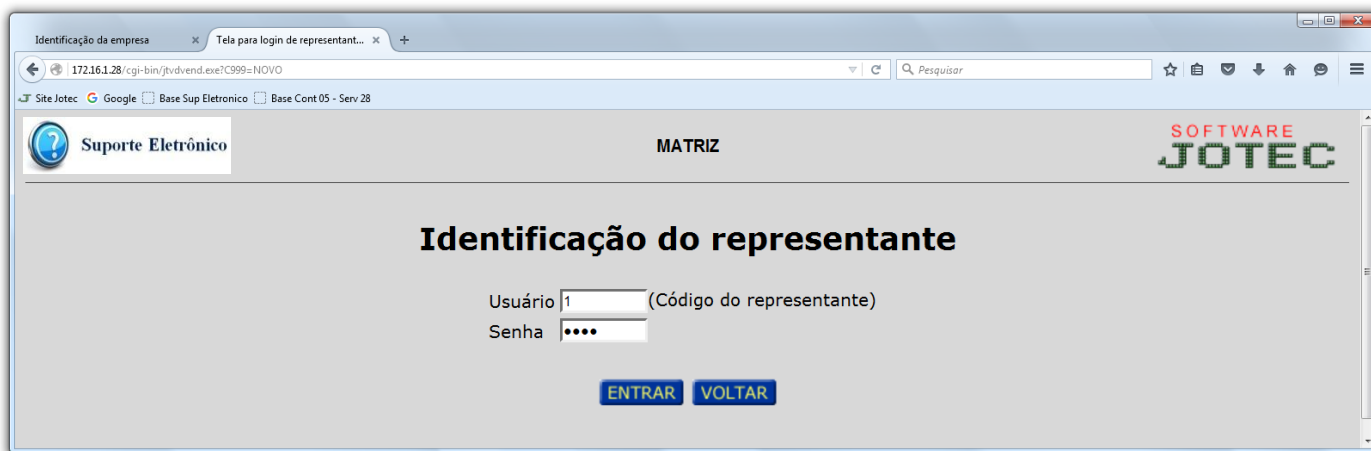 Identificação da empresa
Tela para login de representant...
172.16.1.28/cgi-bin/jtvdvend.exe?C999=NOVO
Pesquisar
Site Jotec
Google
Base Sup Eletronico
Base Cont 05 - Serv 28
Suporte Eletrônico
MATRIZ
SOFTWARE
JOTEC
Identificação do representante
Usuário 1 (Código do representante)
Senha ••••
ENTRAR VOLTAR